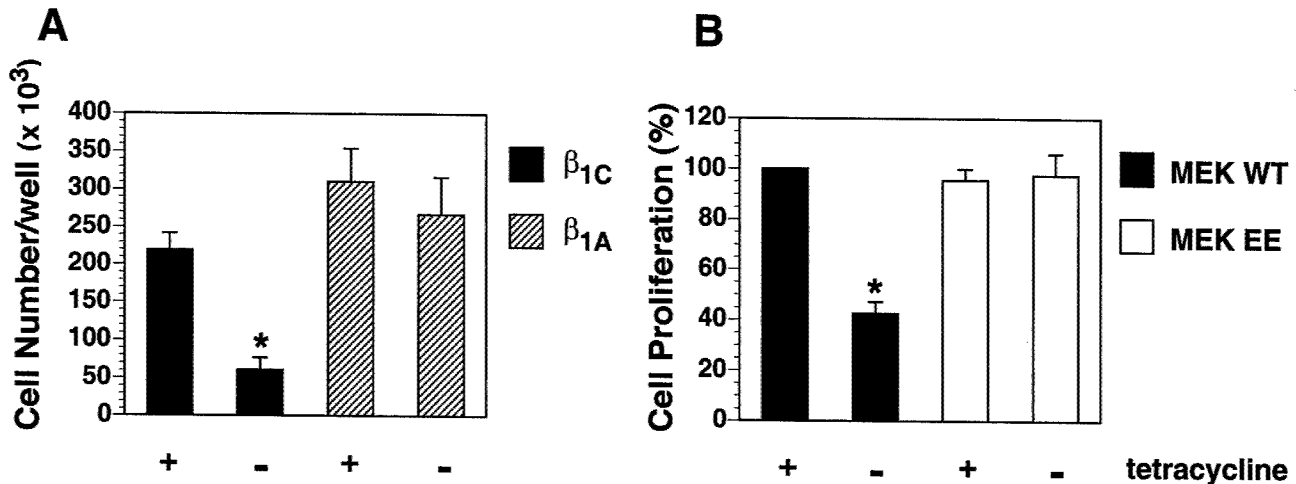 A
Cell Number/well (x 10³)
400
350
300
250
200
150
100
50
0
*
+ - + -
β1C
β1A
B
Cell Proliferation (%)
120
100
80
60
40
20
0
*
+ - + - tetracycline
MEK WT
MEK EE